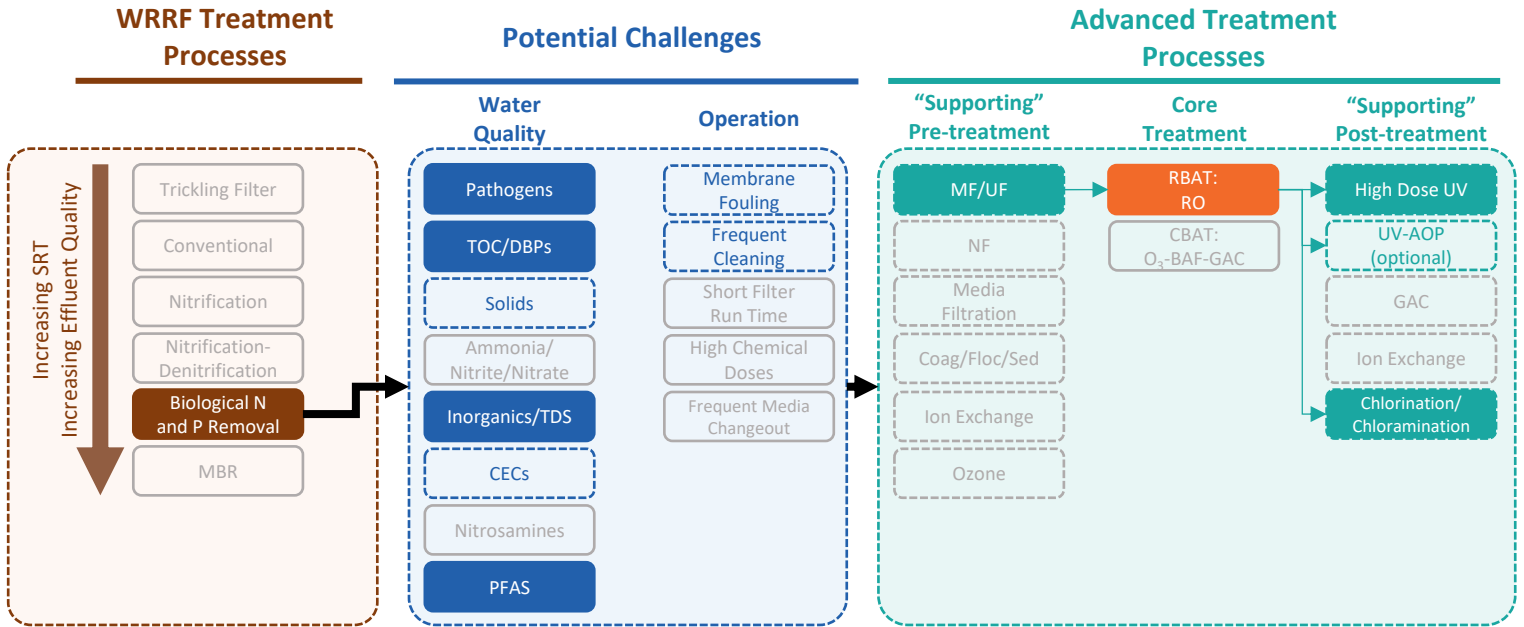 WRRF Treatment
Processes
Potential Challenges
Advanced Treatment
Processes
Water
Quality
Operation
“Supporting”
Pre-treatment
Core
Treatment
“Supporting”
Post-treatment
Increasing SRT
Increasing Effluent Quality
Trickling Filter
Conventional
Nitrification
Nitrification-
Denitrification
Biological N
and P Removal
MBR
Pathogens
TOC/DBPs
Solids
Ammonia/
Nitrite/Nitrate
Inorganics/TDS
CECs
Nitrosamines
PFAS
Membrane
Fouling
Frequent
Cleaning
Short Filter
Run Time
High Chemical
Doses
Frequent Media
Changeout
MF/UF
NF
Media
Filtration
Coag/Floc/Sed
Ion Exchange
Ozone
RBAT:
RO
CBAT:
O₃-BAF-GAC
High Dose UV
UV-AOP
(optional)
GAC
Ion Exchange
Chlorination/
Chloramination